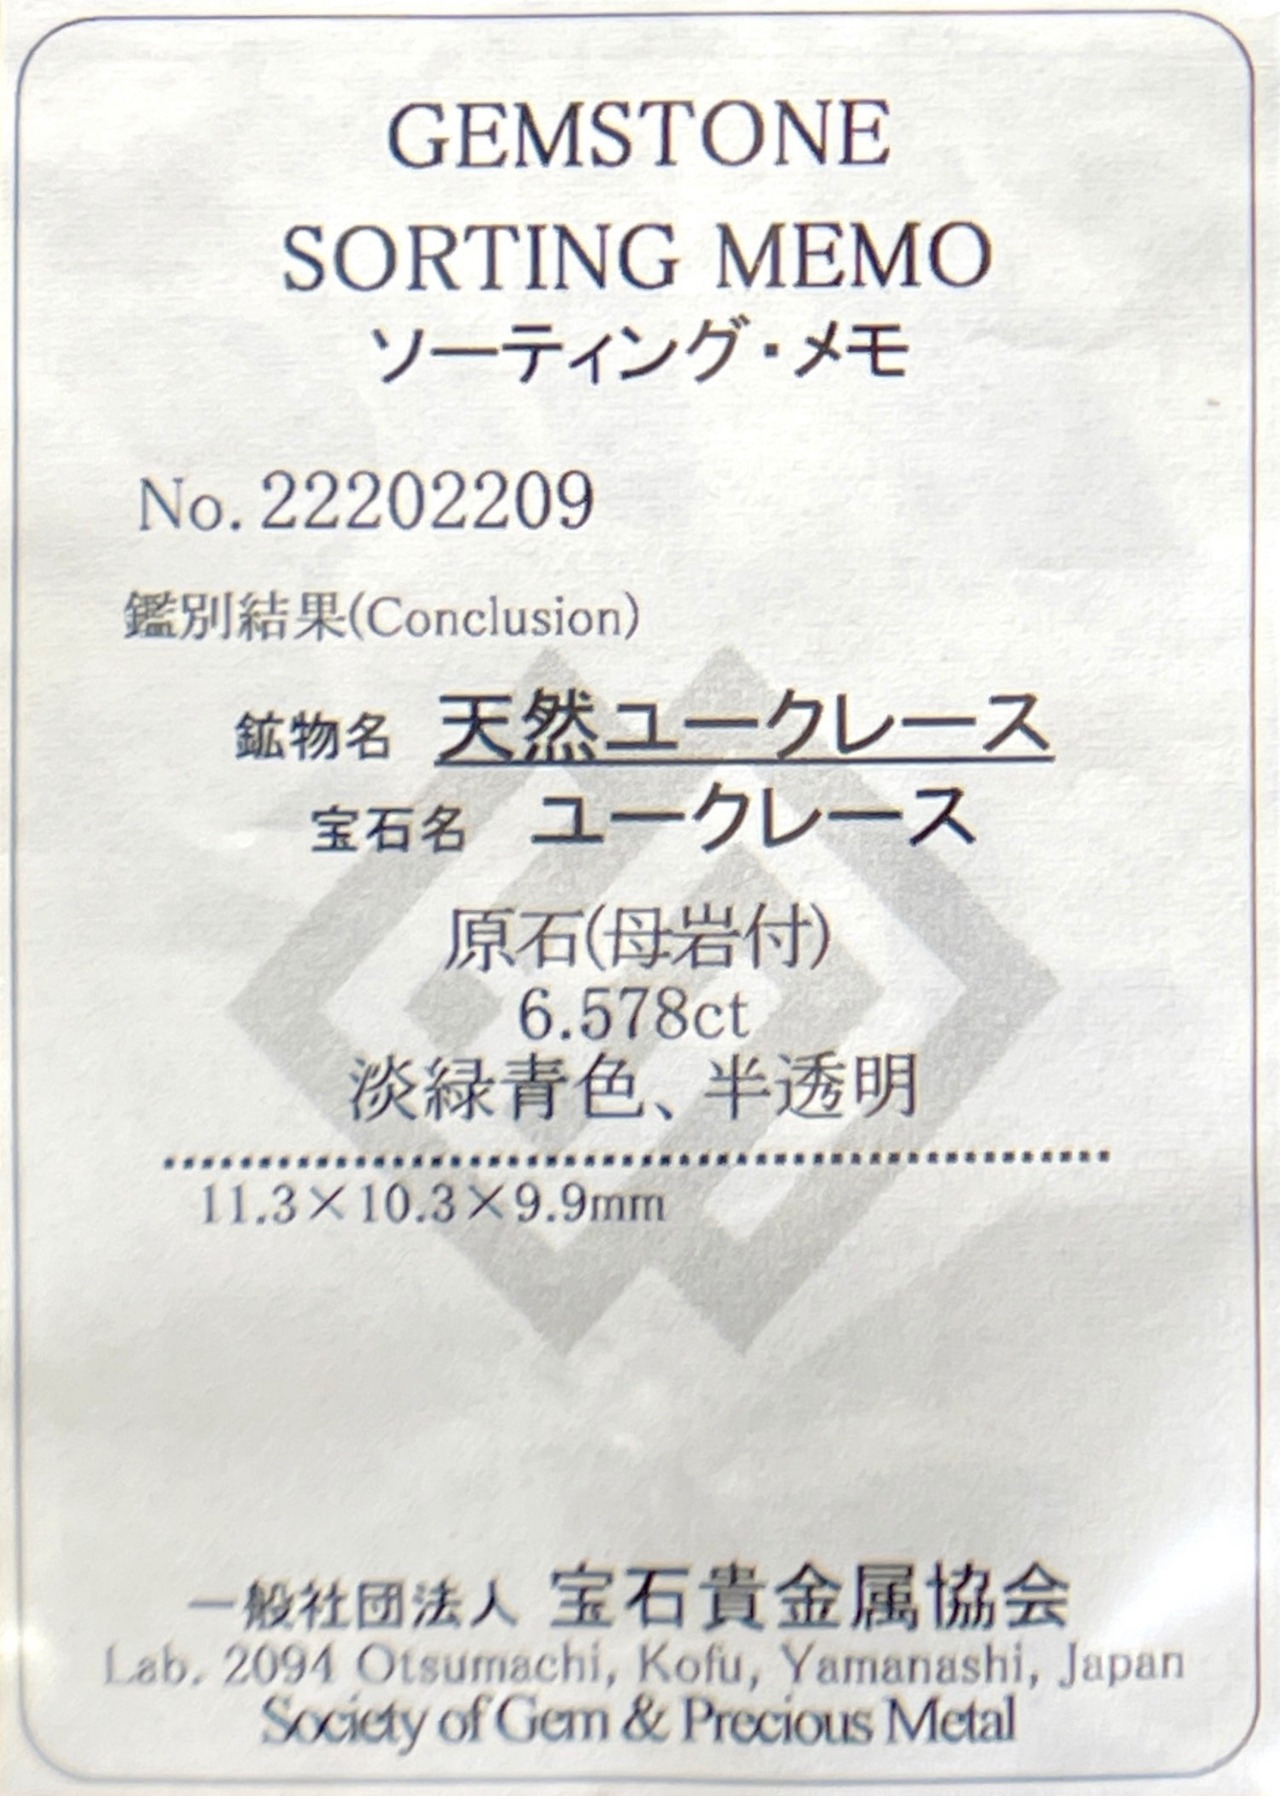 GEMSTONE
SORTING MEMO
ソーティング・メモ
No. 22202209
鑑別結果(Conclusion)
鉱物名 天然ユークレース
宝石名 ユークレース
原石(母岩付)
6.578ct
淡緑青色、半透明
11.3×10.3×9.9mm
一般社団法人 宝石貴金属協会
Lab. 2094 Otsumachi, Kofu, Yamanashi, Japan
Society of Gem & Precious Metal